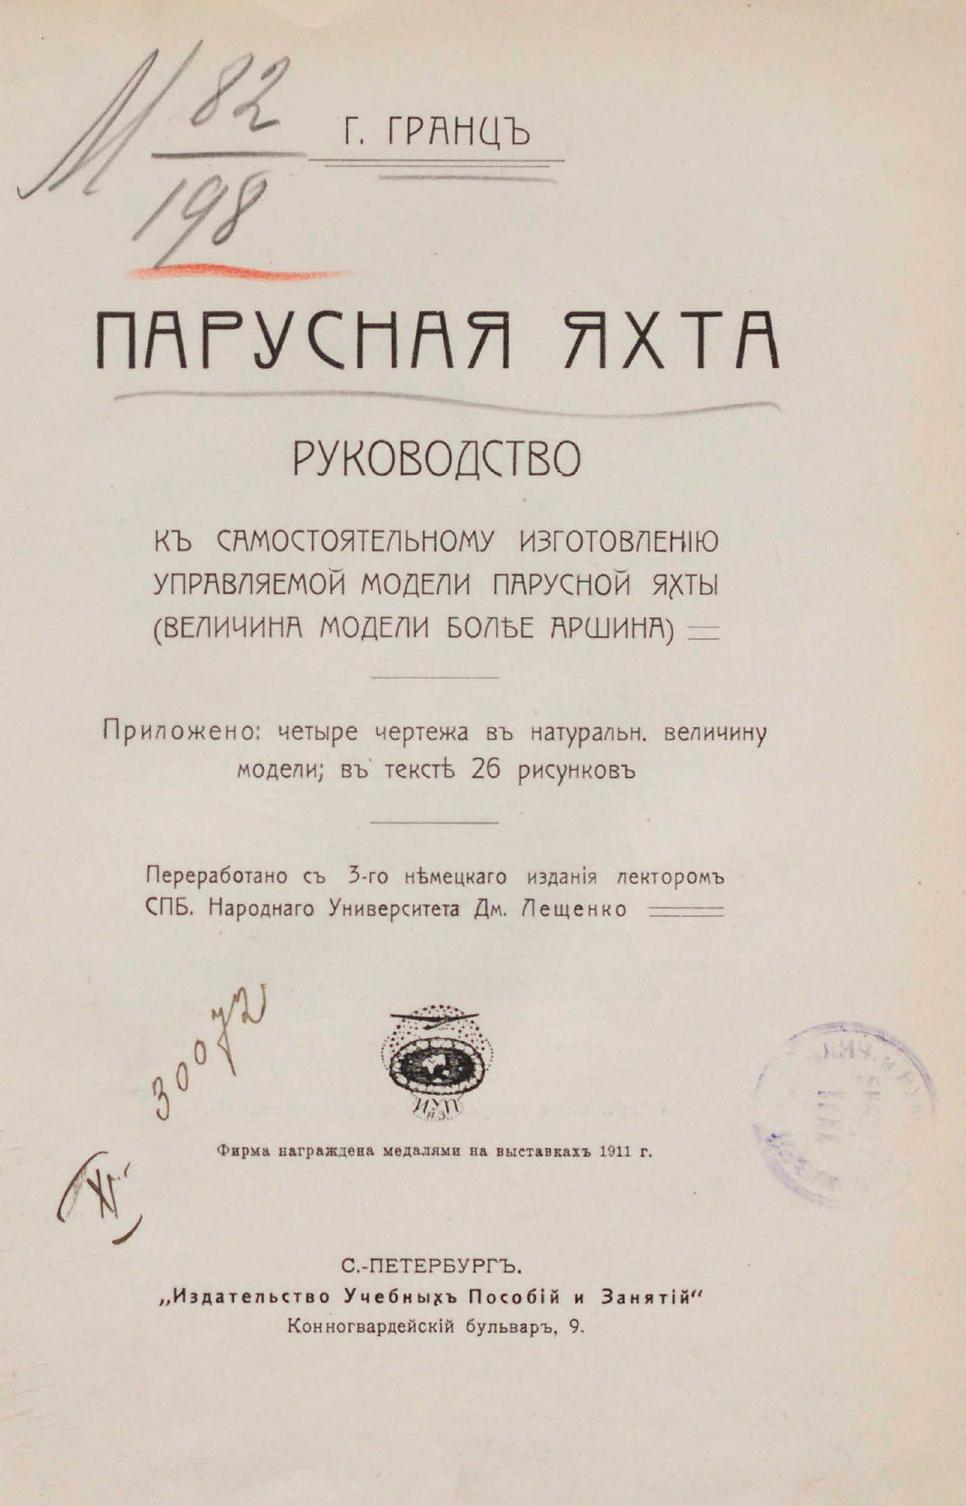 М 82
198
Г. ГРАНЦЪ
ПАРУСНАЯ ЯХТА
РУКОВОДСТВО
КЪ САМОСТОЯТЕЛЬНОМУ ИЗГОТОВЛЕНІЮ
УПРАВЛЯЕМОЙ МОДЕЛИ ПАРУСНОЙ ЯХТЫ
(ВЕЛИЧИНА МОДЕЛИ БОЛѢЕ АРШИНА)
Приложено: четыре чертежа въ натуральн. величину
модели; въ текстѣ 26 рисунковъ
Переработано съ 3-го нѣмецкаго изданія лекторомъ
СПБ. Народнаго Университета Дм. Лещенко
ИУП
Фирма награждена медалями на выставкахъ 1911 г.
С.-ПЕТЕРБУРГЪ.
„Издательство Учебныхъ Пособій и Занятій“
Конногвардейскій бульваръ, 9.